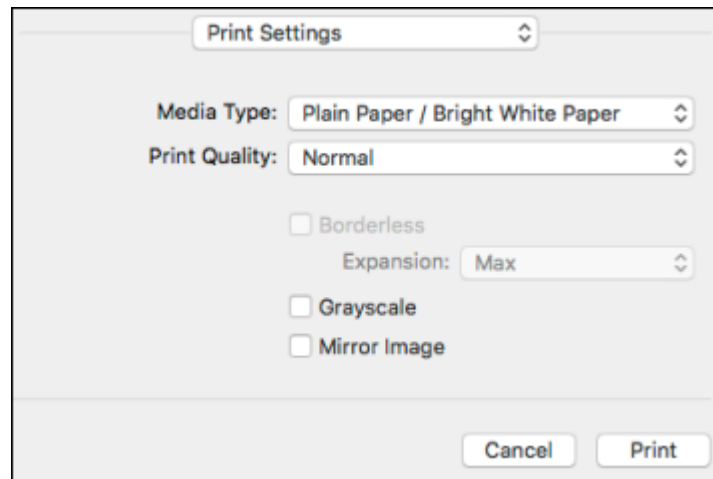 Print Settings
Media Type: Plain Paper / Bright White Paper
Print Quality: Normal
Borderless
Expansion: Max
Grayscale
Mirror Image
Cancel Print